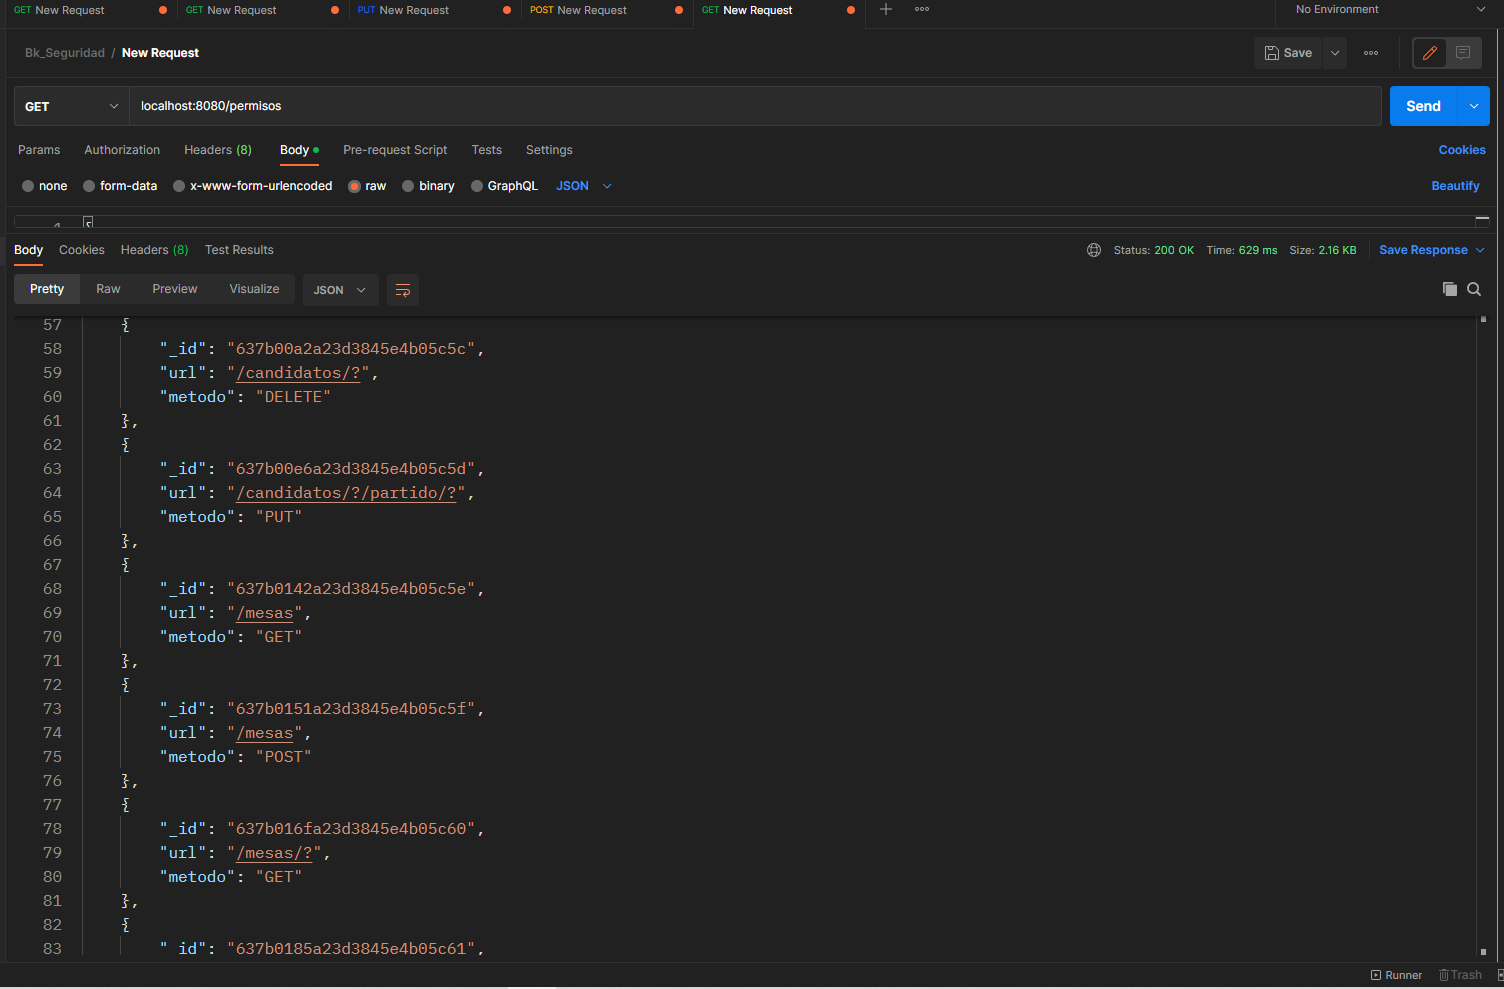 GET New Request GET New Request PUT New Request POST New Request GET New Request No Environment
Bk_Seguridad / New Request Save
GET localhost:8080/permisos Send
Params Authorization Headers (8) Body Pre-request Script Tests Settings Cookies
none form-data x-www-form-urlencoded raw binary GraphQL JSON Beautify
Body Cookies Headers (8) Test Results Status: 200 OK Time: 629 ms Size: 2.16 KB Save Response
Pretty Raw Preview Visualize JSON
57 {
58 "_id": "637b00a2a23d3845e4b05c5c",
59 "url": "/candidatos/?",
60 "metodo": "DELETE"
61 },
62 {
63 "_id": "637b00e6a23d3845e4b05c5d",
64 "url": "/candidatos/?/partido/?",
65 "metodo": "PUT"
66 },
67 {
68 "_id": "637b0142a23d3845e4b05c5e",
69 "url": "/mesas",
70 "metodo": "GET"
71 },
72 {
73 "_id": "637b0151a23d3845e4b05c5f",
74 "url": "/mesas",
75 "metodo": "POST"
76 },
77 {
78 "_id": "637b016fa23d3845e4b05c60",
79 "url": "/mesas/?",
80 "metodo": "GET"
81 },
82 {
83 "_id": "637b0185a23d3845e4b05c61",
Runner Trash